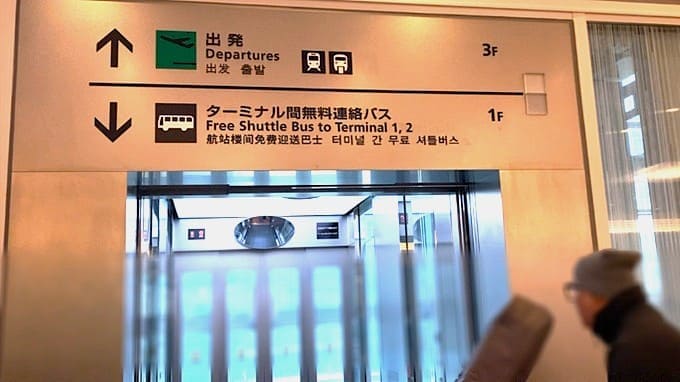 出発
Departures
出发 출발
3F
ターミナル間無料連絡バス
Free Shuttle Bus to Terminal 1, 2
航站楼间免费迎送巴士 터미널 간 무료 셔틀버스
1F